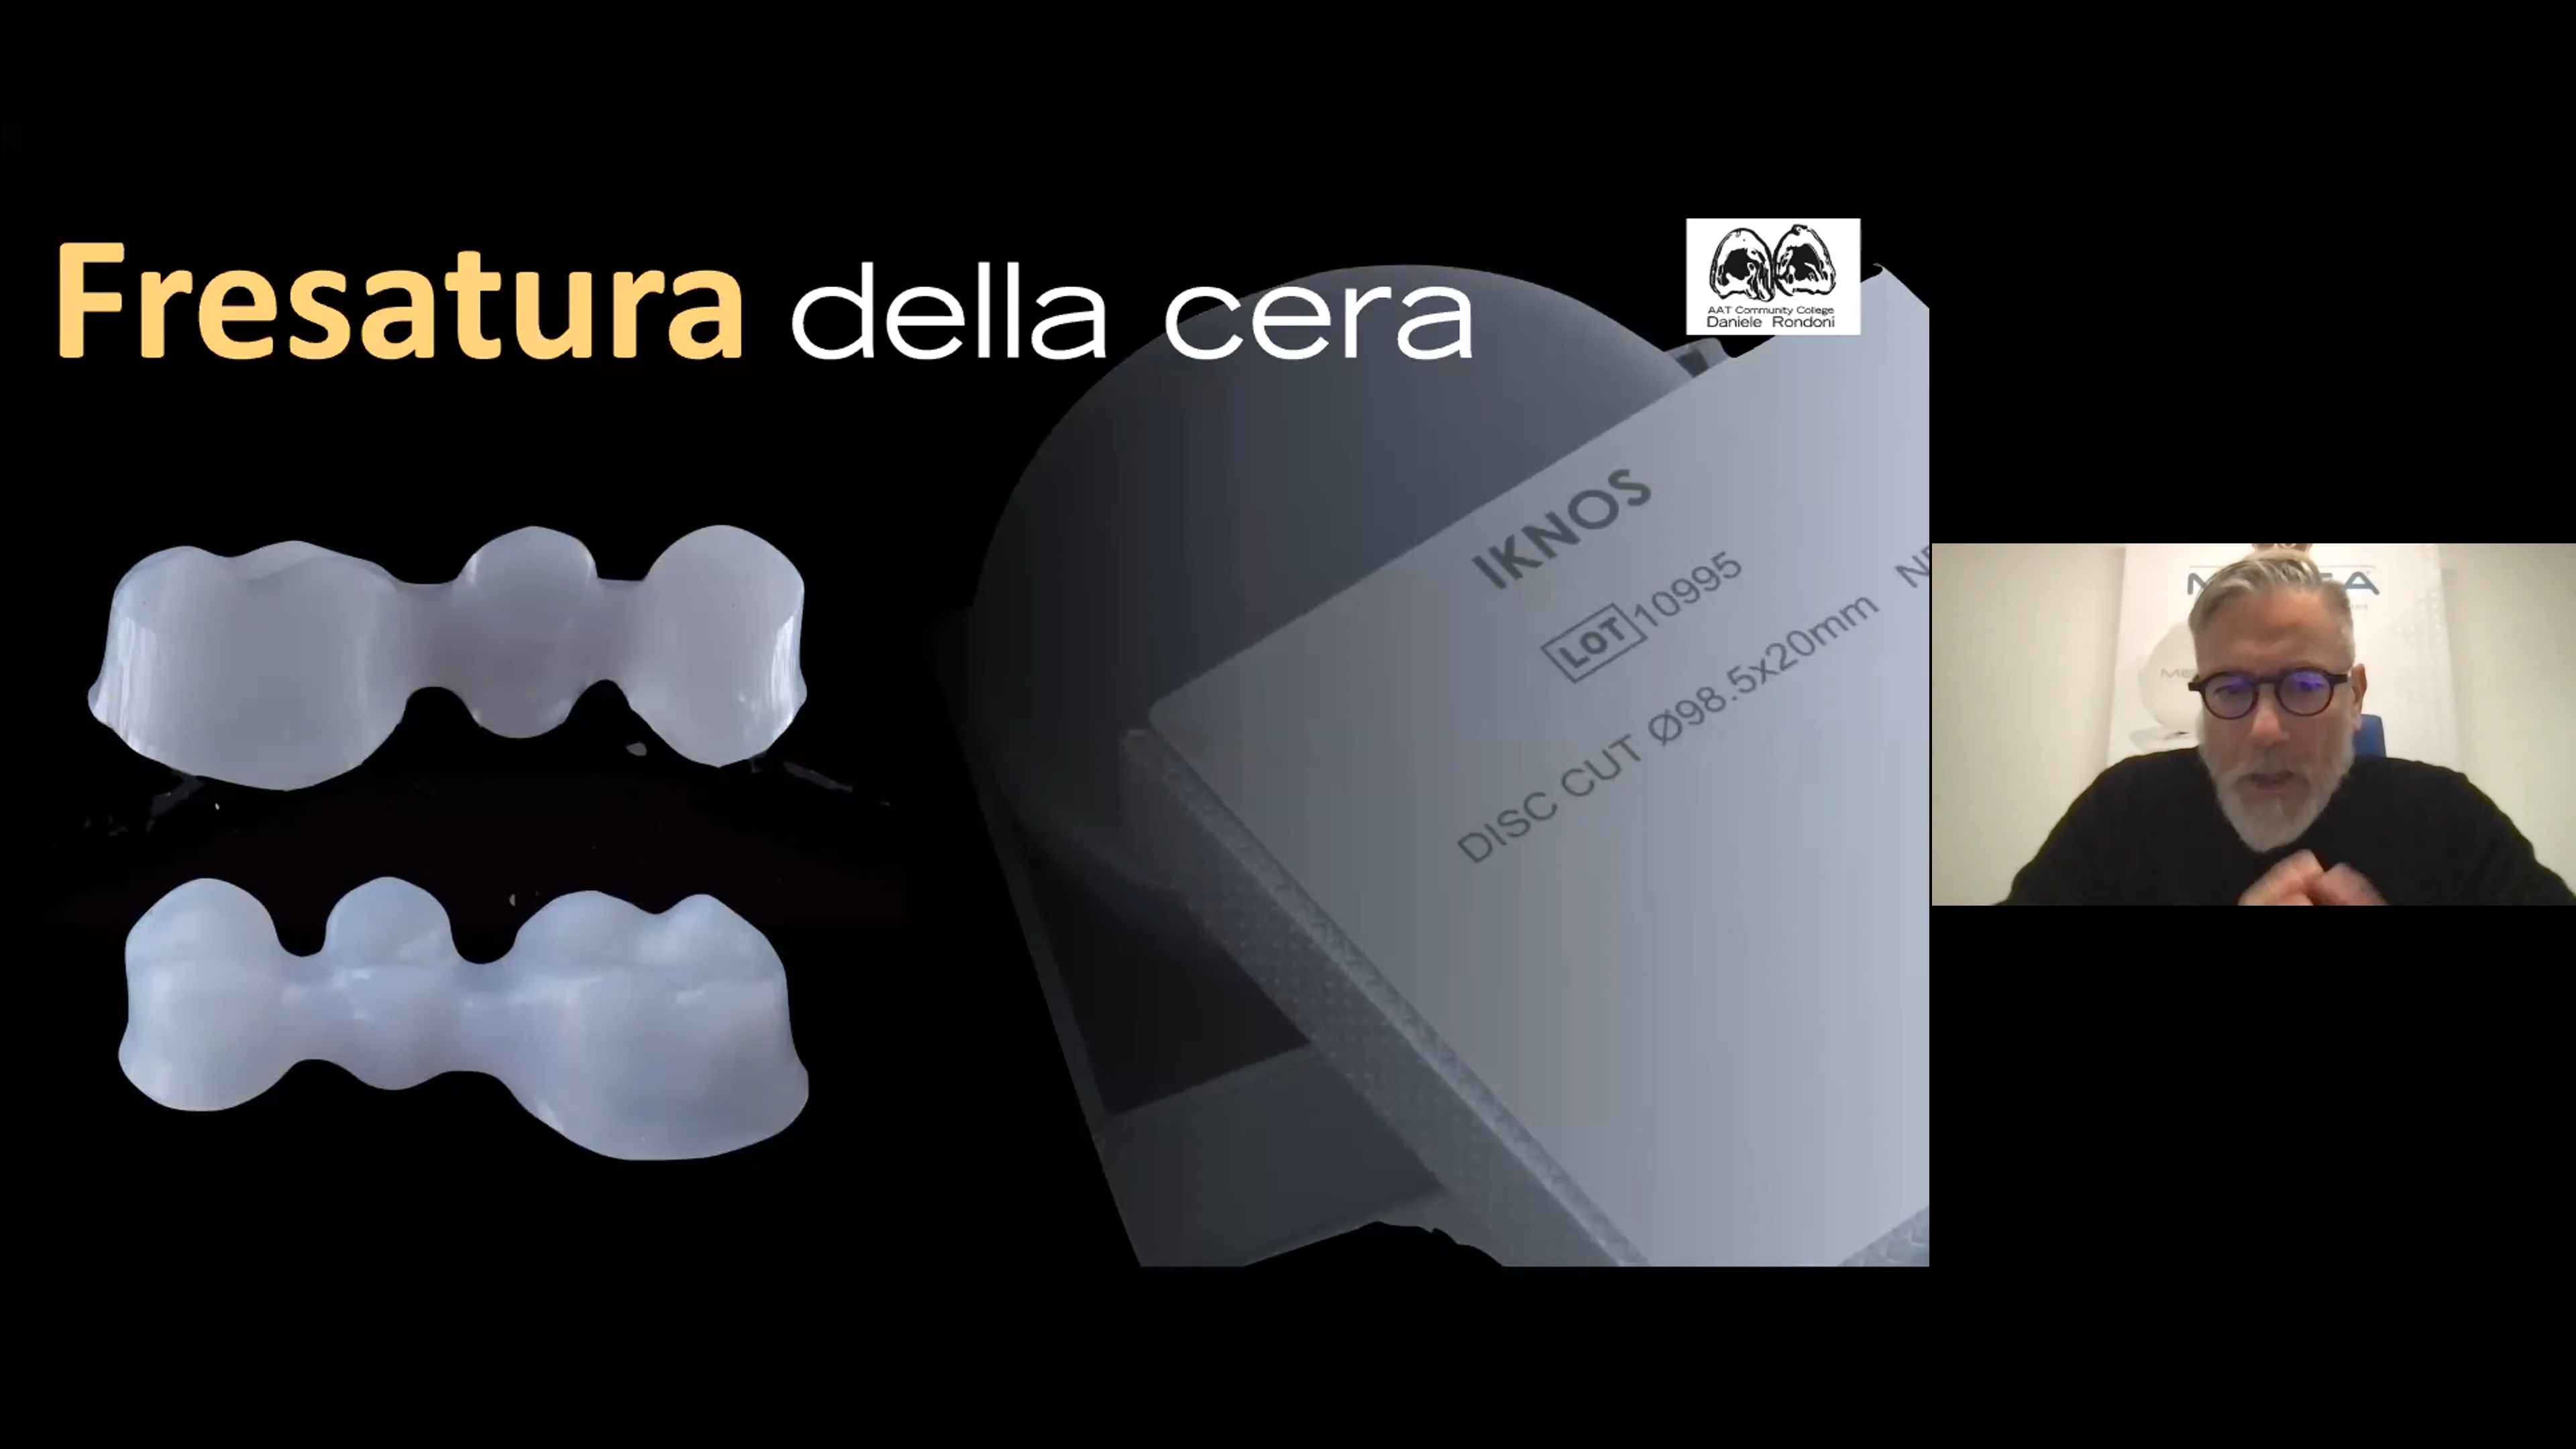 Fresatura della cera
AAT Community College
Daniele Rondoni
IKNOS
LOT 10995
DISC CUT Ø98.5x20mm